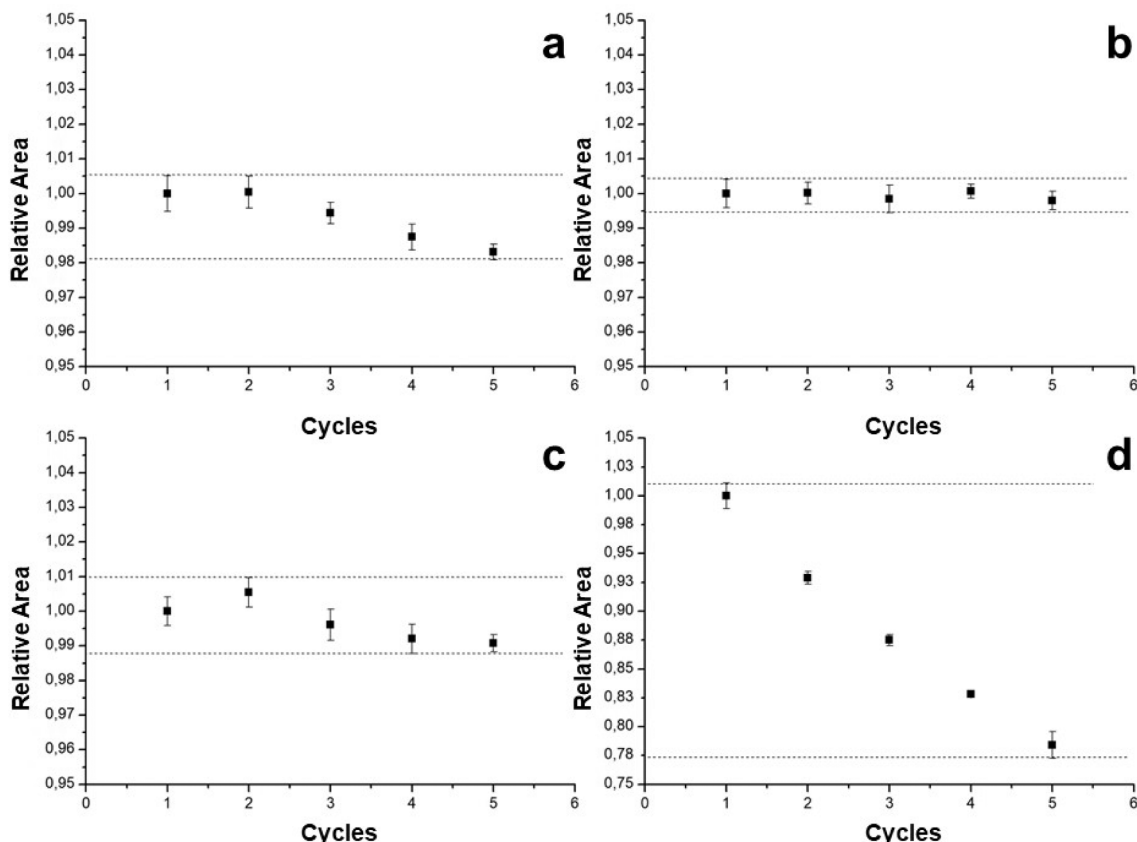 a
1,05
1,04
1,03
1,02
1,01
1,00
0,99
0,98
0,97
0,96
0,95
Relative Area
0 1 2 3 4 5 6
Cycles
b
1,05
1,04
1,03
1,02
1,01
1,00
0,99
0,98
0,97
0,96
0,95
Relative Area
0 1 2 3 4 5 6
Cycles
c
1,05
1,04
1,03
1,02
1,01
1,00
0,99
0,98
0,97
0,96
0,95
Relative Area
0 1 2 3 4 5 6
Cycles
d
1,05
1,03
1,00
0,98
0,95
0,93
0,90
0,88
0,85
0,83
0,80
0,78
0,75
Relative Area
0 1 2 3 4 5 6
Cycles